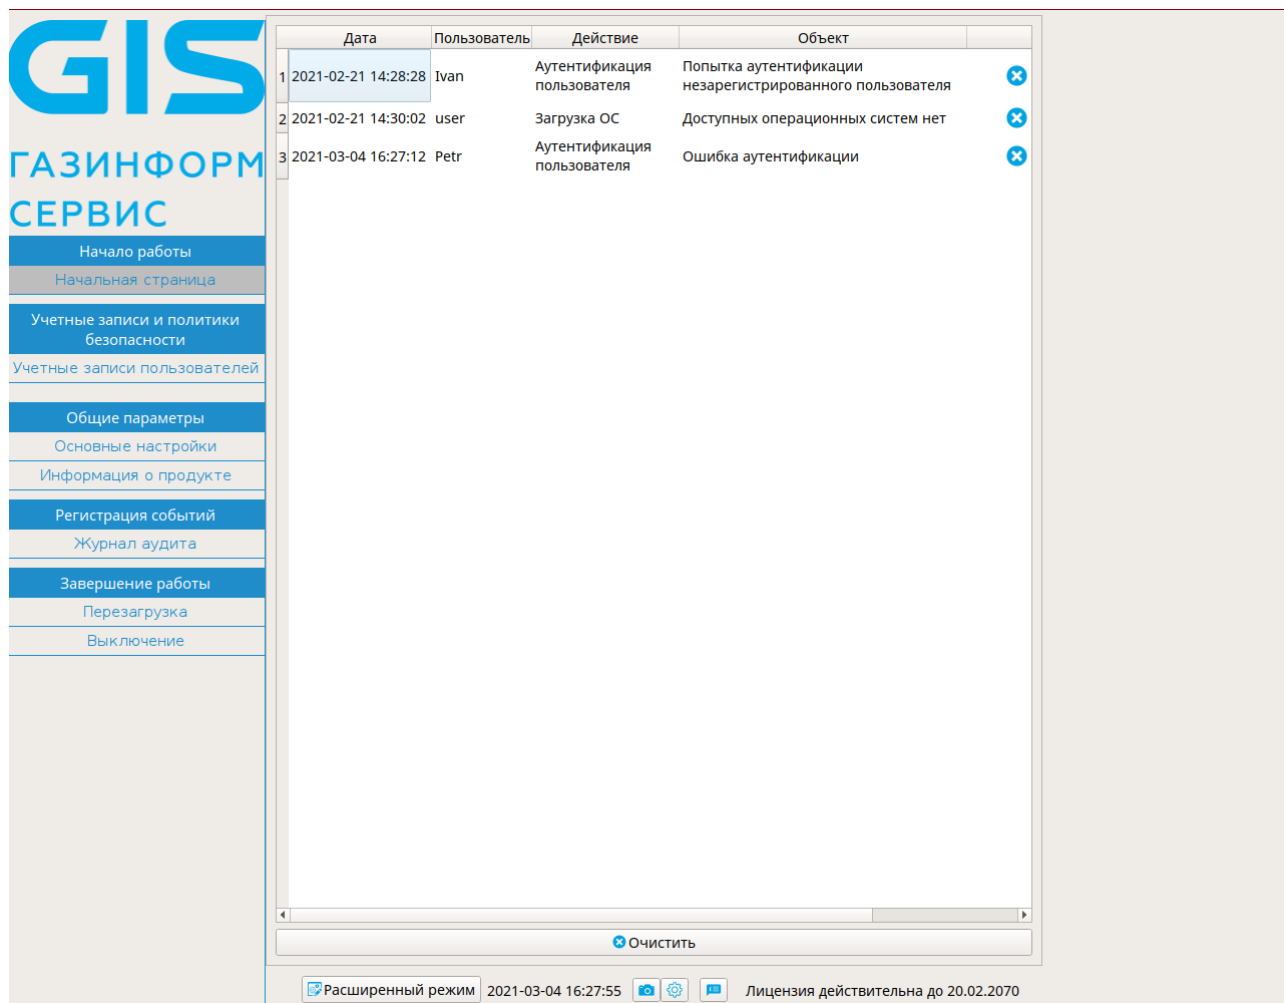 GIS
ГАЗИНФОРМ
СЕРВИС
Начало работы
Начальная страница
Учетные записи и политики
безопасности
Учетные записи пользователей
Общие параметры
Основные настройки
Информация о продукте
Регистрация событий
Журнал аудита
Завершение работы
Перезагрузка
Выключение
Дата Пользователь Действие Объект
1 2021-02-21 14:28:28 Ivan Аутентификация пользователя Попытка аутентификации незарегистрированного пользователя
2 2021-02-21 14:30:02 user Загрузка ОС Доступных операционных систем нет
3 2021-03-04 16:27:12 Petr Аутентификация пользователя Ошибка аутентификации
Очистить
Расширенный режим 2021-03-04 16:27:55 Лицензия действительна до 20.02.2070